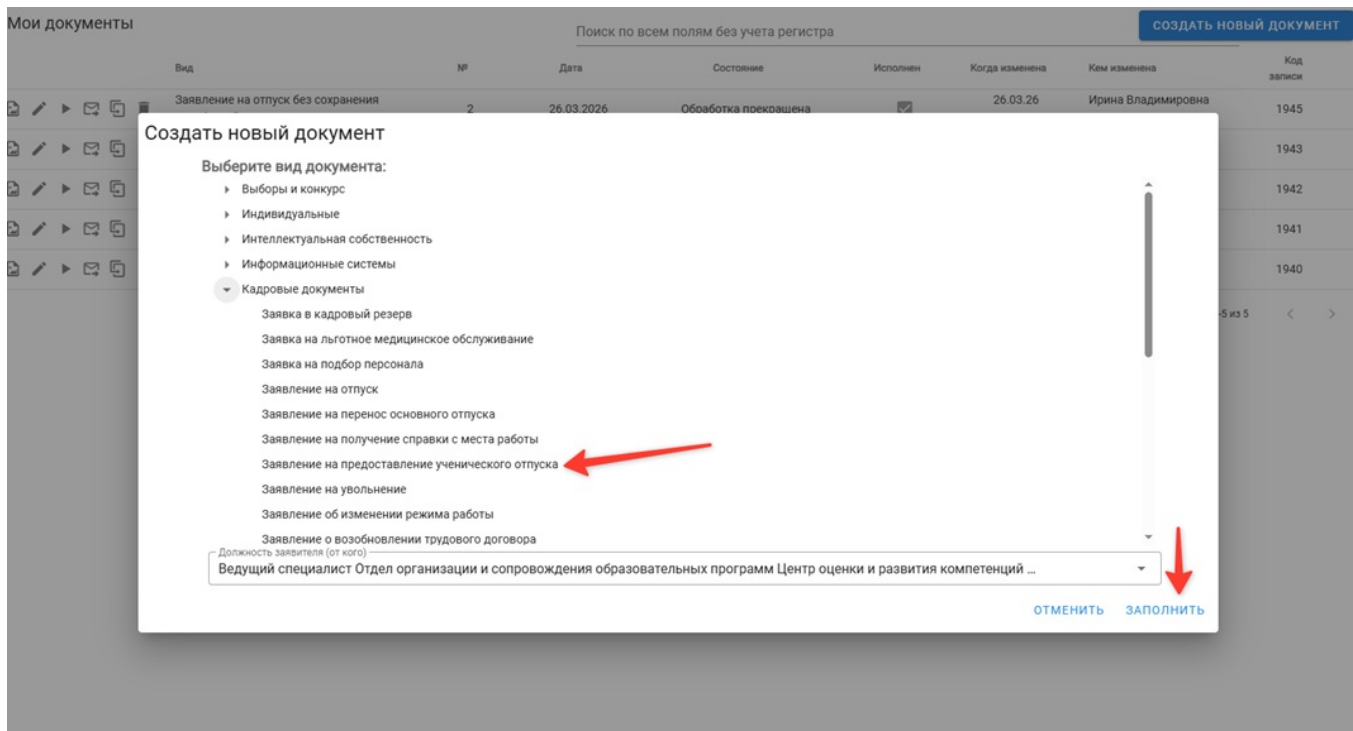 Мои документы
Поиск по всем полям без учета регистра
СОЗДАТЬ НОВЫЙ ДОКУМЕНТ
Вид № Дата Состояние Исполнен Когда изменена Кем изменена Код записи
Заявление на отпуск без сохранения
2 26.03.2026 Обработка прекращена 26.03.26 Ирина Владимировна 1945
Создать новый документ
Выберите вид документа:
1943
Выборы и конкурс
1942
Индивидуальные
1941
Интеллектуальная собственность
Информационные системы
1940
Кадровые документы
Заявка в кадровый резерв
-5 из 5
Заявка на льготное медицинское обслуживание
Заявка на подбор персонала
Заявление на отпуск
Заявление на перенос основного отпуска
Заявление на получение справки с места работы
Заявление на предоставление ученического отпуска
Заявление на увольнение
Заявление об изменении режима работы
Заявление о возобновлении трудового договора
Должность заявителя (от кого)
Ведущий специалист Отдел организации и сопровождения образовательных программ Центр оценки и развития компетенций ...
ОТМЕНИТЬ ЗАПОЛНИТЬ